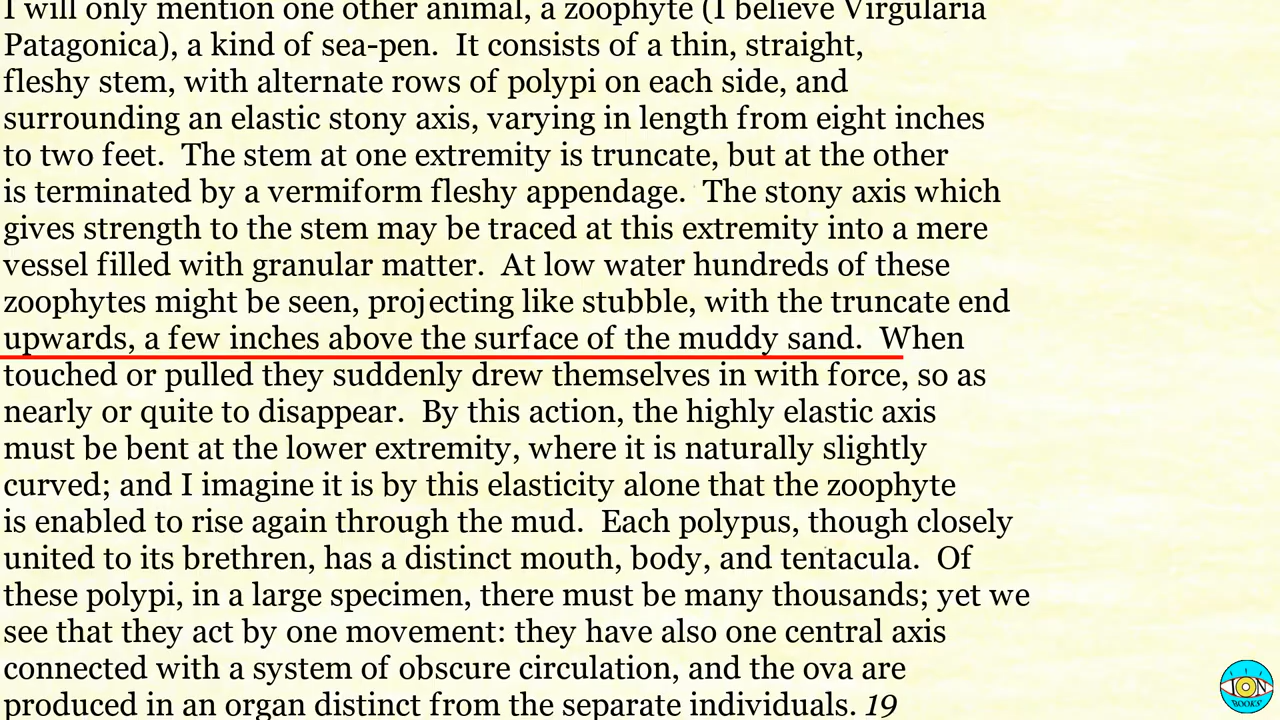 I will only mention one other animal, a zoophyte (I believe Virgularia
Patagonica), a kind of sea-pen.  It consists of a thin, straight,
fleshy stem, with alternate rows of polypi on each side, and
surrounding an elastic stony axis, varying in length from eight inches
to two feet.  The stem at one extremity is truncate, but at the other
is terminated by a vermiform fleshy appendage.  The stony axis which
gives strength to the stem may be traced at this extremity into a mere
vessel filled with granular matter.  At low water hundreds of these
zoophytes might be seen, projecting like stubble, with the truncate end
upwards, a few inches above the surface of the muddy sand.  When
touched or pulled they suddenly drew themselves in with force, so as
nearly or quite to disappear.  By this action, the highly elastic axis
must be bent at the lower extremity, where it is naturally slightly
curved; and I imagine it is by this elasticity alone that the zoophyte
is enabled to rise again through the mud.  Each polypus, though closely
united to its brethren, has a distinct mouth, body, and tentacula.  Of
these polypi, in a large specimen, there must be many thousands; yet we
see that they act by one movement: they have also one central axis
connected with a system of obscure circulation, and the ova are
produced in an organ distinct from the separate individuals. 19
ION
BOOKS